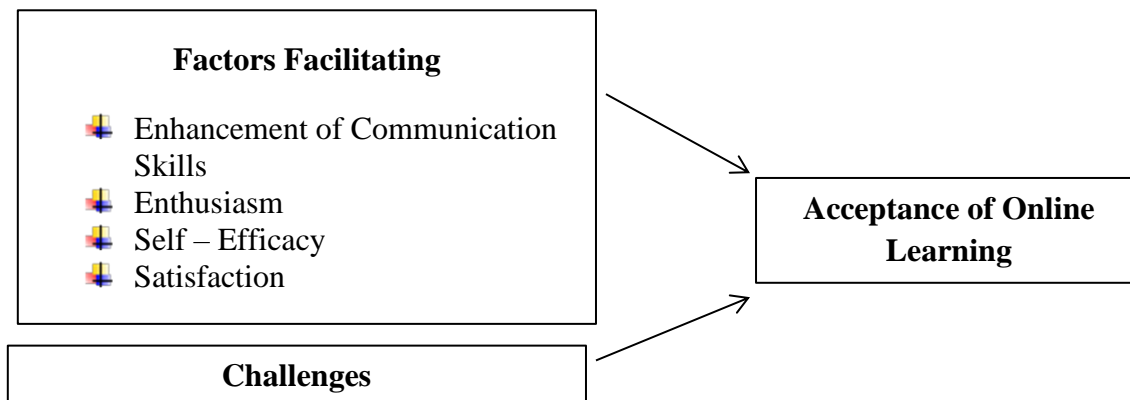 Factors Facilitating
Enhancement of Communication
Skills
Enthusiasm
Self – Efficacy
Satisfaction
Acceptance of Online
Learning
Challenges